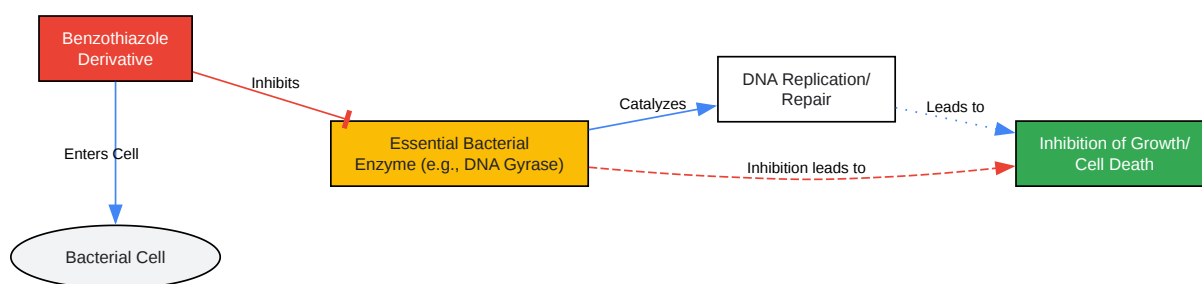 Benzothiazole
Derivative
Inhibits
Enters Cell
Bacterial Cell
Essential Bacterial
Enzyme (e.g., DNA Gyrase)
Catalyzes
DNA Replication/
Repair
Leads to
Inhibition leads to
Inhibition of Growth/
Cell Death